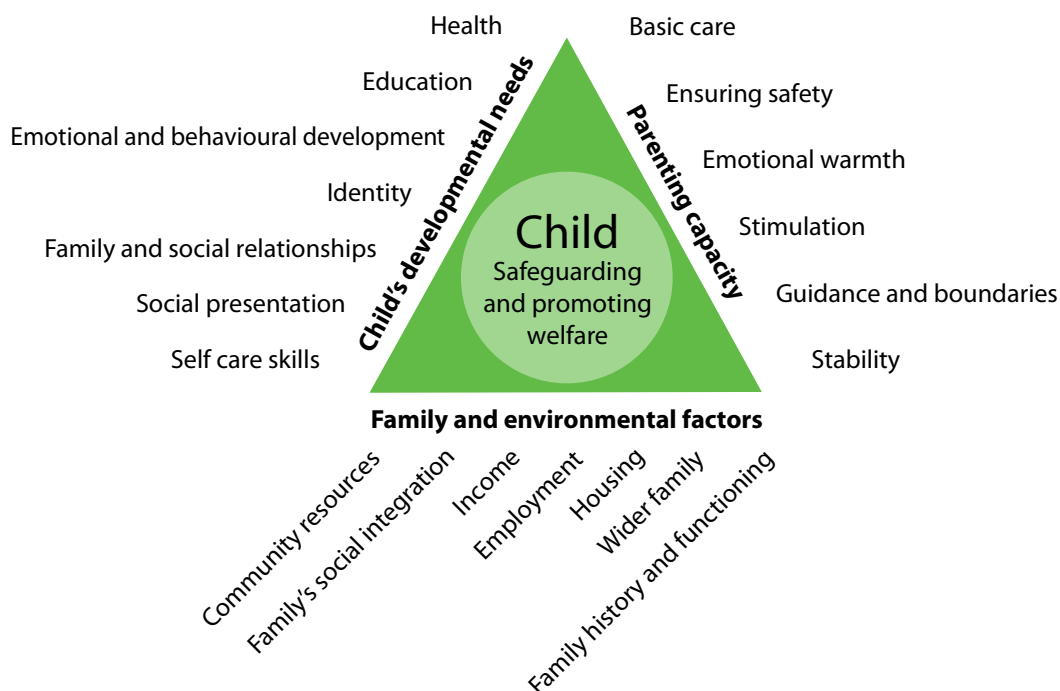 Health
Education
Emotional and behavioural development
Identity
Family and social relationships
Social presentation
Self care skills
Child's developmental needs
Child
Safeguarding
and promoting
welfare
Parenting capacity
Basic care
Ensuring safety
Emotional warmth
Stimulation
Guidance and boundaries
Stability
Family and environmental factors
Community resources
Family's social integration
Income
Employment
Housing
Wider family
Family history and functioning